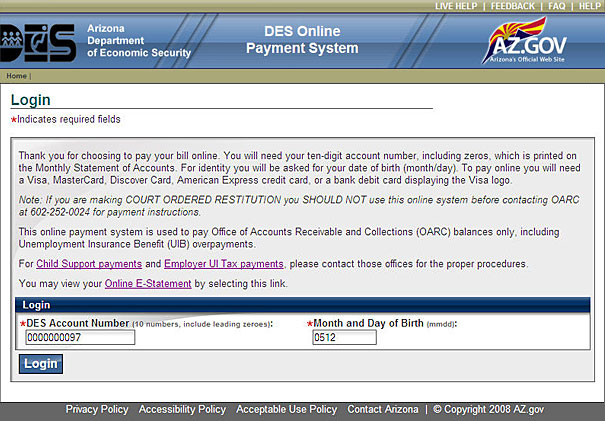 LIVE HELP | FEEDBACK | FAQ | HELP
DES
Arizona
Department
of Economic Security
DES Online
Payment System
AZ.GOV
Arizona's Official Web Site
Home |
Login
*Indicates required fields
Thank you for choosing to pay your bill online. You will need your ten-digit account number, including zeros, which is printed on
the Monthly Statement of Accounts. For identity you will be asked for your date of birth (month/day). To pay online you will need
a Visa, MasterCard, Discover Card, American Express credit card, or a bank debit card displaying the Visa logo.
Note: If you are making COURT ORDERED RESTITUTION you SHOULD NOT use this online system before contacting OARC
at 602-252-0024 for payment instructions.
This online payment system is used to pay Office of Accounts Receivable and Collections (OARC) balances only, including
Unemployment Insurance Benefit (UIB) overpayments.
For Child Support payments and Employer UI Tax payments, please contact those offices for the proper procedures.
You may view your Online E-Statement by selecting this link.
Login
*DES Account Number (10 numbers, include leading zeroes): *Month and Day of Birth (mmdd):
0000000097 0512
Login
Privacy Policy Accessibility Policy Acceptable Use Policy Contact Arizona | © Copyright 2008 AZ.gov